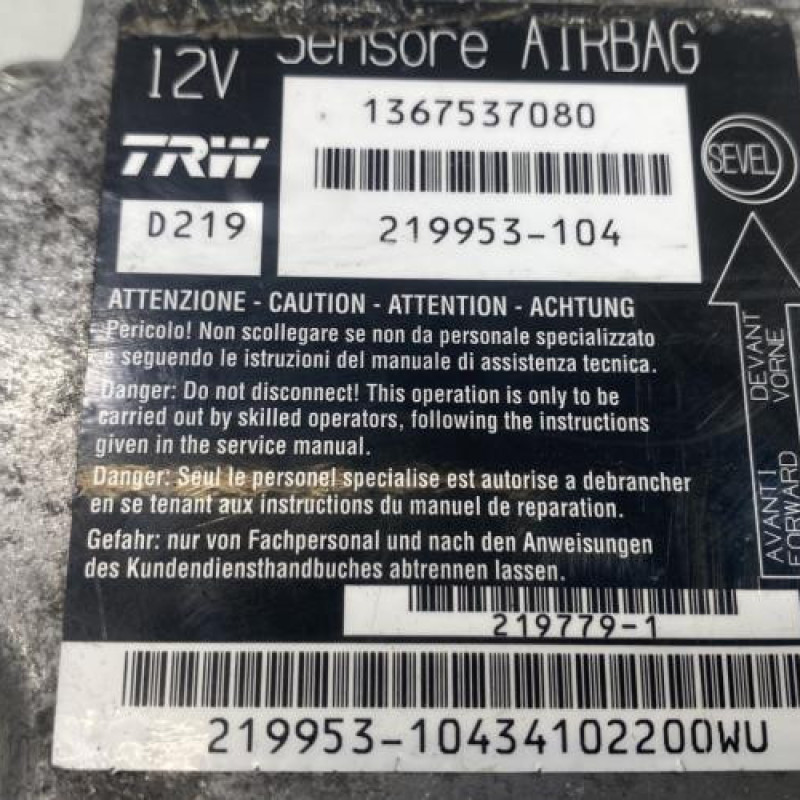 12V
Sensore AIRBAG
TRW
1367537080
SEVEL
D219
219953-104
ATTENZIONE - CAUTION - ATTENTION - ACHTUNG
Pericolo! Non scollegare se non da personale specializzato
e seguendo le istruzioni del manuale di assistenza tecnica.
Danger: Do not disconnect! This operation is only to be
carried out by skilled operators, following the instructions
given in the service manual.
Danger: Seul le personel specialise est autorise a debrancher
en se tenant aux instructions du manuel de reparation.
Gefahr: nur von Fachpersonal und nach den Anweisungen
des Kundendiensthandbuches abtrennen lassen.
AVANTI DEVANT
FORWARD VORNE
219779-1
219953-10434102200WU